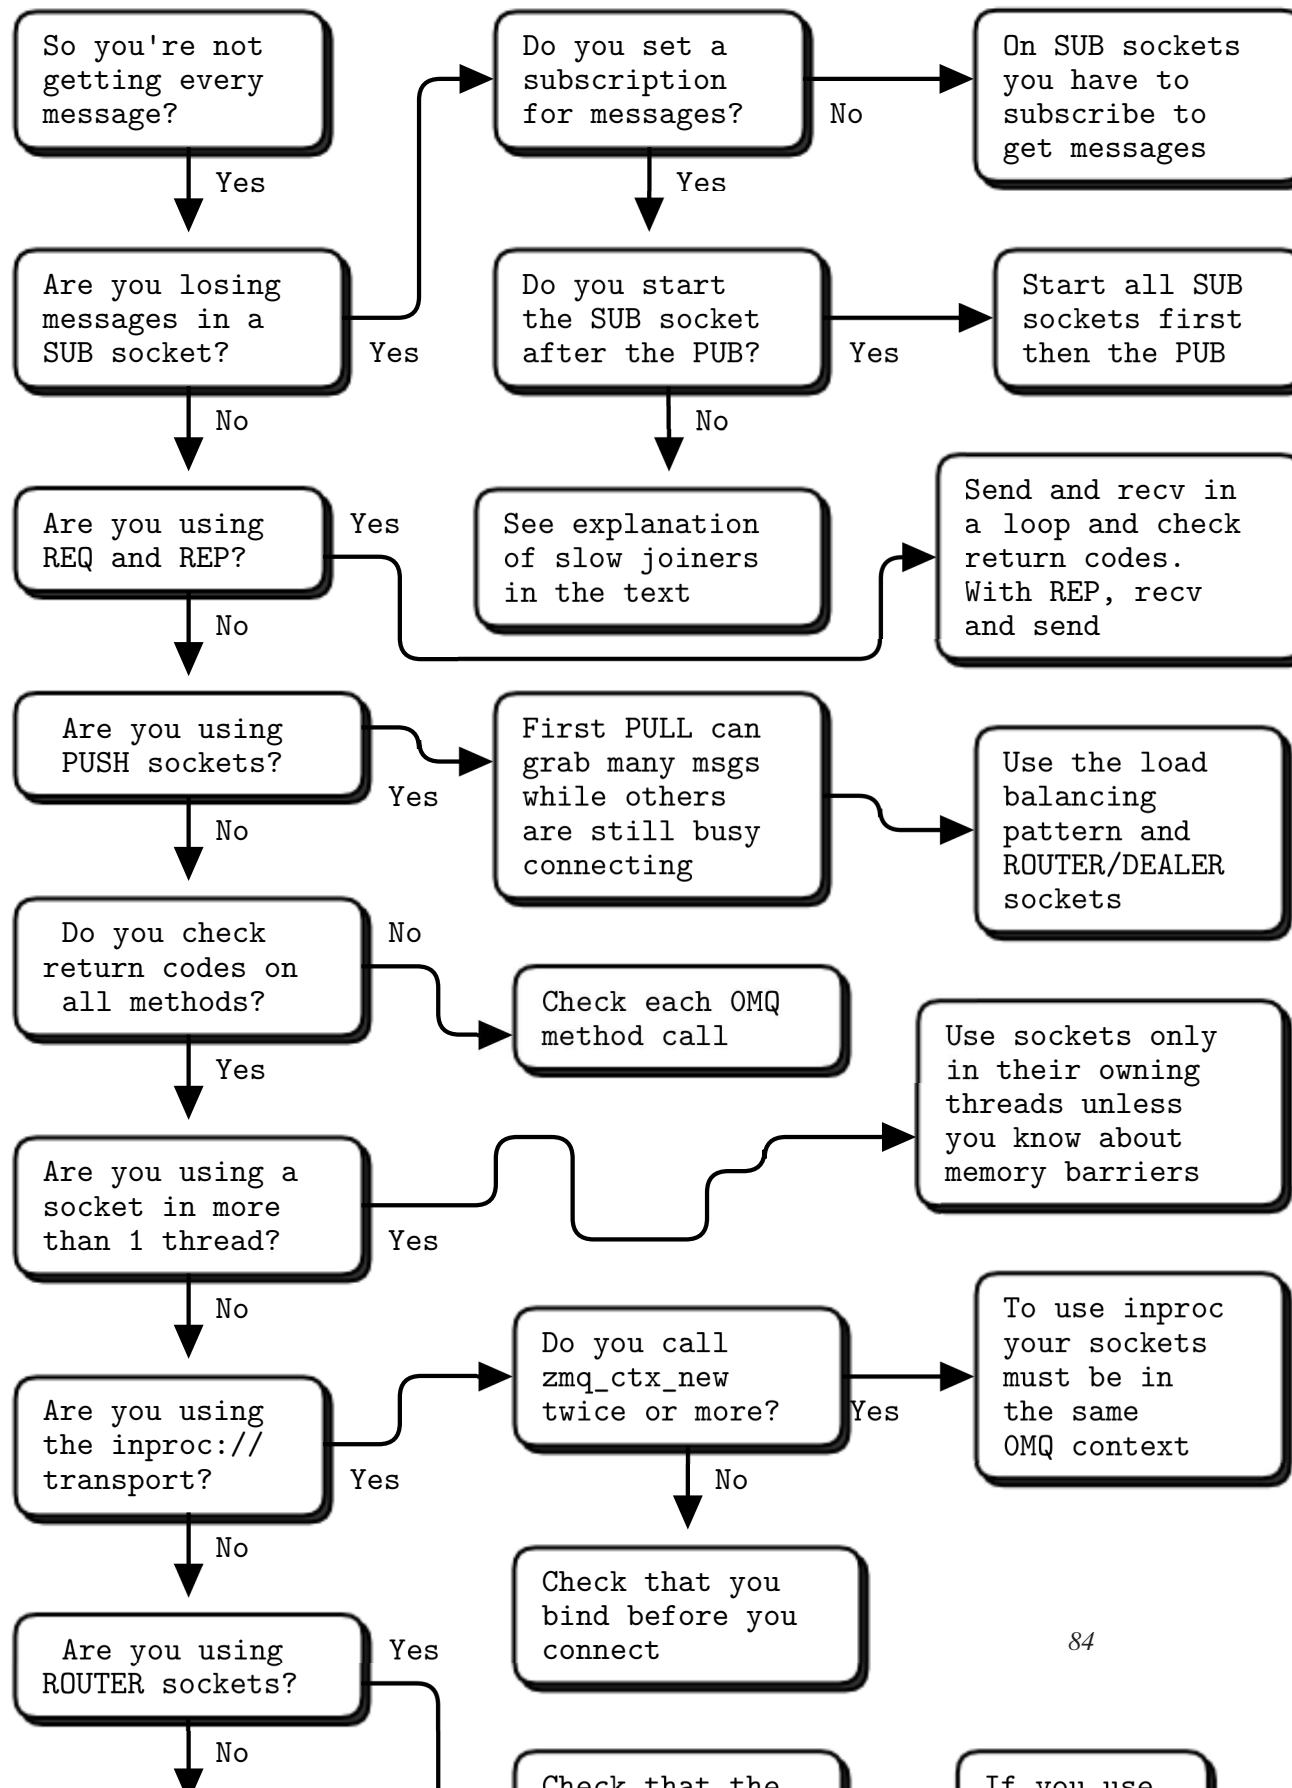 So you're not
getting every
message?
Yes
Do you set a
subscription
for messages?
No
Yes
On SUB sockets
you have to
subscribe to
get messages
Are you losing
messages in a
SUB socket?
Yes
No
Do you start
the SUB socket
after the PUB?
Yes
No
Start all SUB
sockets first
then the PUB
Are you using
REQ and REP?
Yes
No
See explanation
of slow joiners
in the text
Send and recv in
a loop and check
return codes.
With REP, recv
and send
Are you using
PUSH sockets?
Yes
No
First PULL can
grab many msgs
while others
are still busy
connecting
Use the load
balancing
pattern and
ROUTER/DEALER
sockets
Do you check
return codes on
all methods?
No
Yes
Check each 0MQ
method call
Use sockets only
in their owning
threads unless
you know about
memory barriers
Are you using a
socket in more
than 1 thread?
Yes
No
Do you call
zmq_ctx_new
twice or more?
Yes
No
To use inproc
your sockets
must be in
the same
0MQ context
Are you using
the inproc://
transport?
Yes
No
Check that you
bind before you
connect
84
Are you using
ROUTER sockets?
Yes
No
Check that the
If you use